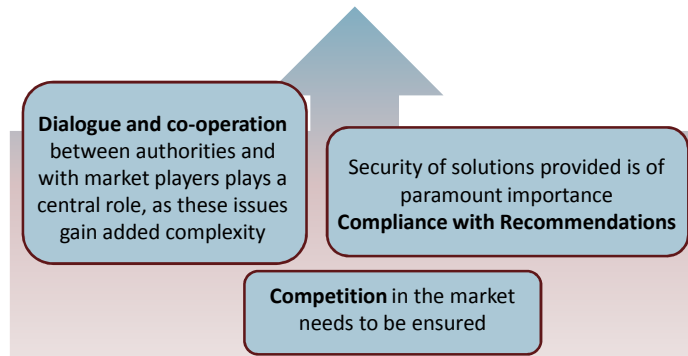 Dialogue and co-operation
between authorities and
with market players plays a
central role, as these issues
gain added complexity
Security of solutions provided is of
paramount importance
Compliance with Recommendations
Competition in the market
needs to be ensured